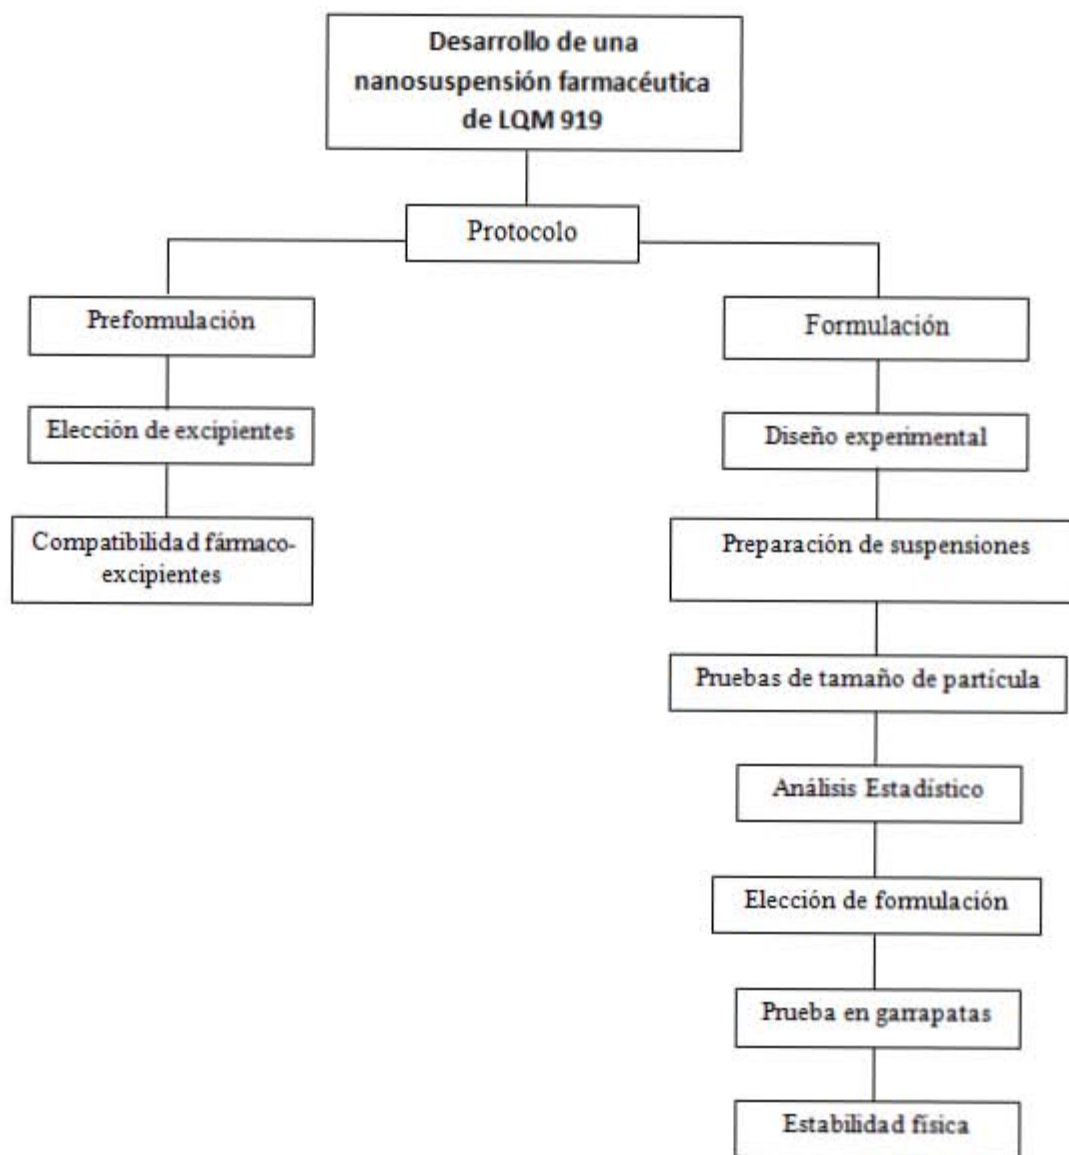 Desarrollo de una
nanosuspensión farmacéutica
de LQM 919
Protocolo
Preformulación
Elección de excipientes
Compatibilidad fármaco-
excipientes
Formulación
Diseño experimental
Preparación de suspensiones
Pruebas de tamaño de partícula
Análisis Estadístico
Elección de formulación
Prueba en garrapatas
Estabilidad física